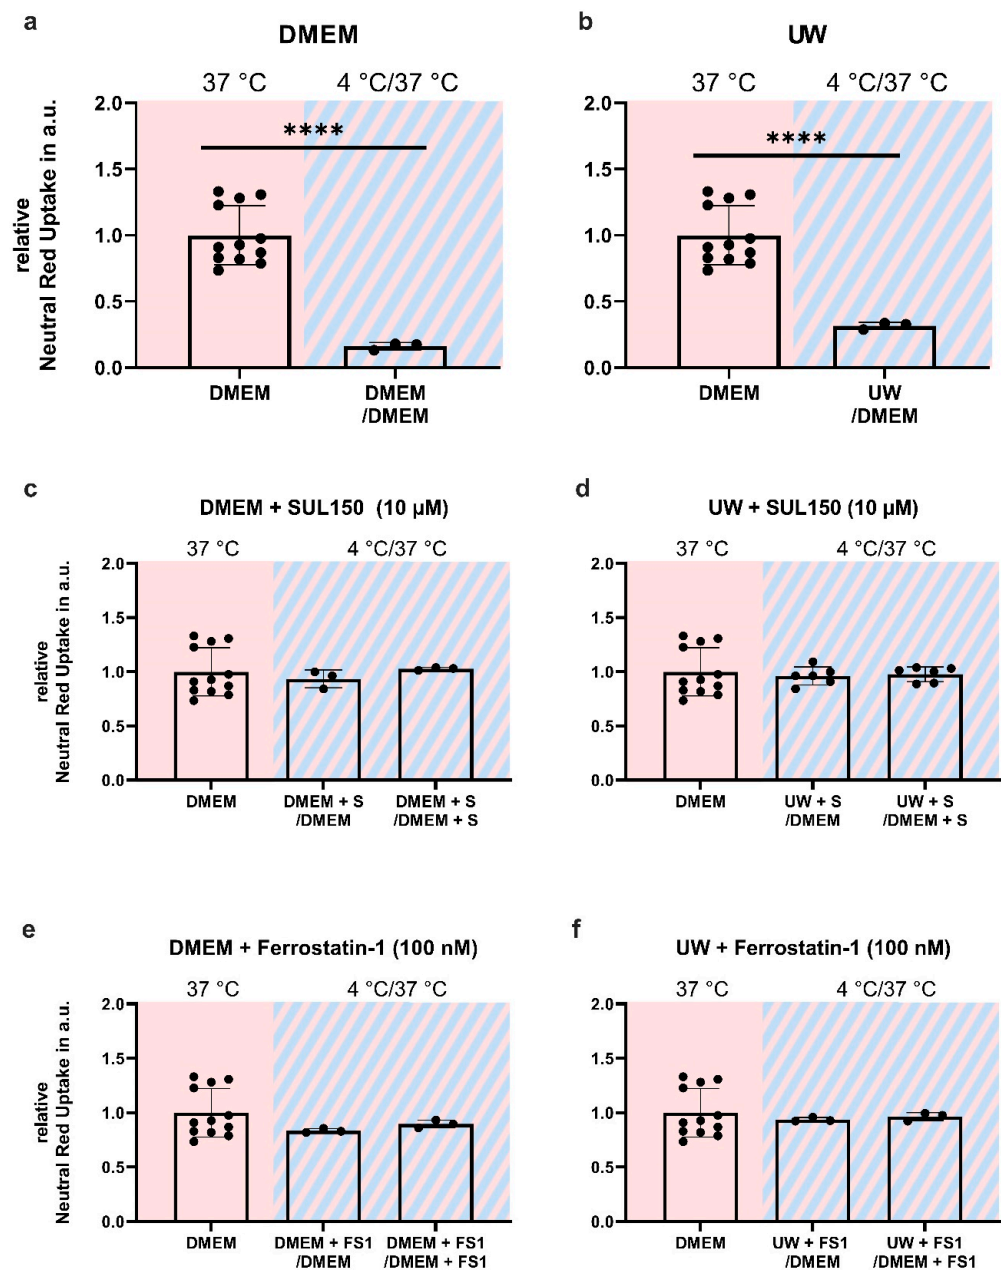 a
DMEM
37 °C
4 °C/37 °C
relative
Neutral Red Uptake in a.u.
2.0
1.5
1.0
0.5
0.0
****
DMEM
DMEM
/DMEM
b
UW
37 °C
4 °C/37 °C
2.0
1.5
1.0
0.5
0.0
****
DMEM
UW
/DMEM
c
DMEM + SUL150 (10 µM)
37 °C
4 °C/37 °C
relative
Neutral Red Uptake in a.u.
2.0
1.5
1.0
0.5
0.0
DMEM
DMEM + S
/DMEM
DMEM + S
/DMEM + S
d
UW + SUL150 (10 µM)
37 °C
4 °C/37 °C
2.0
1.5
1.0
0.5
0.0
DMEM
UW + S
/DMEM
UW + S
/DMEM + S
e
DMEM + Ferrostatin-1 (100 nM)
37 °C
4 °C/37 °C
relative
Neutral Red Uptake in a.u.
2.0
1.5
1.0
0.5
0.0
DMEM
DMEM + FS1
/DMEM
DMEM + FS1
/DMEM + FS1
f
UW + Ferrostatin-1 (100 nM)
37 °C
4 °C/37 °C
2.0
1.5
1.0
0.5
0.0
DMEM
UW + FS1
/DMEM
UW + FS1
/DMEM + FS1